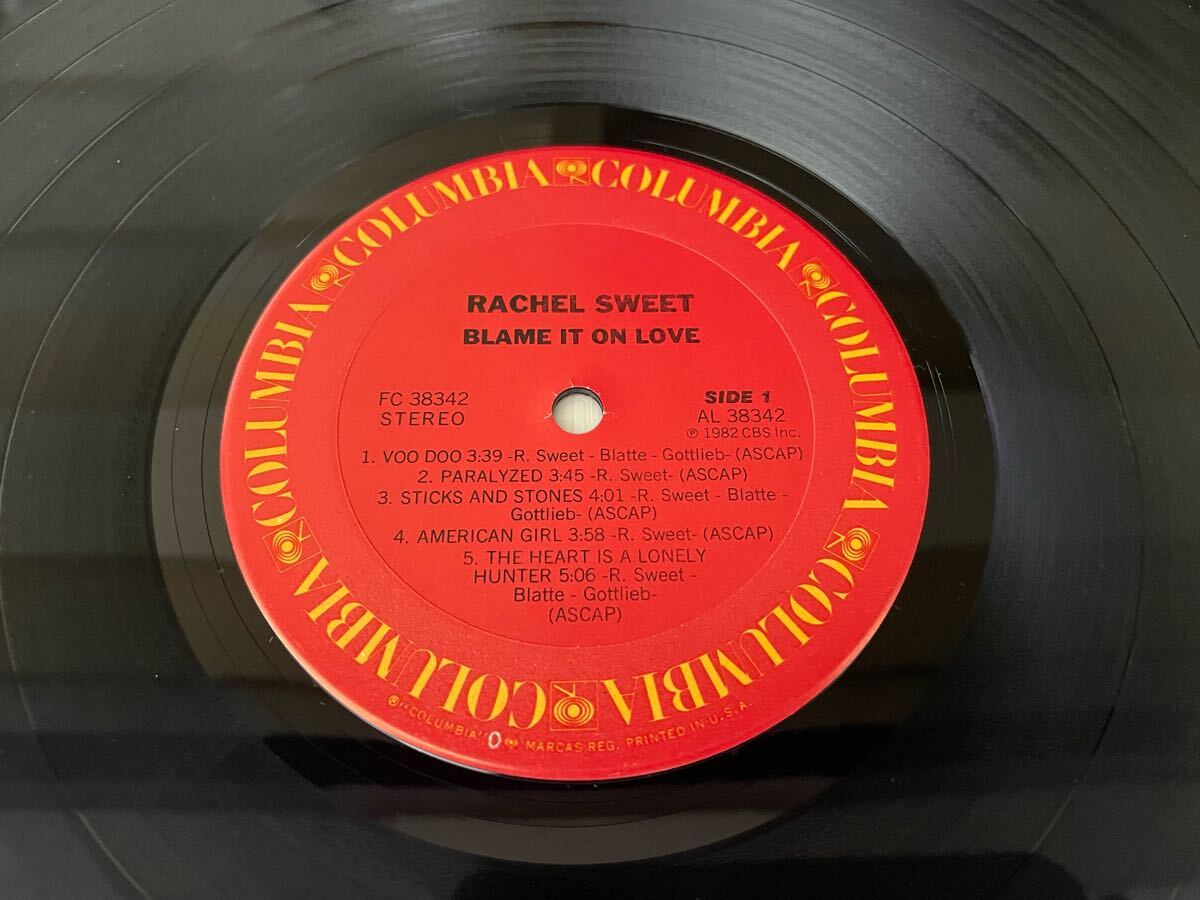 COLUMBIA COLUMBIA COLUMBIA COLUMBIA COLUMBIA COLUMBIA
RACHEL SWEET
BLAME IT ON LOVE
FC 38342
STEREO
SIDE 1
AL 38342
℗ 1982 CBS Inc.
1. VOO DOO 3:39 -R. Sweet - Blatte - Gottlieb- (ASCAP)
2. PARALYZED 3:45 -R. Sweet- (ASCAP)
3. STICKS AND STONES 4:01 -R. Sweet - Blatte -
Gottlieb- (ASCAP)
4. AMERICAN GIRL 3:58 -R. Sweet- (ASCAP)
5. THE HEART IS A LONELY
HUNTER 5:06 -R. Sweet -
Blatte - Gottlieb-
(ASCAP)
® "COLUMBIA" O MARCAS REG. PRINTED IN U.S.A.